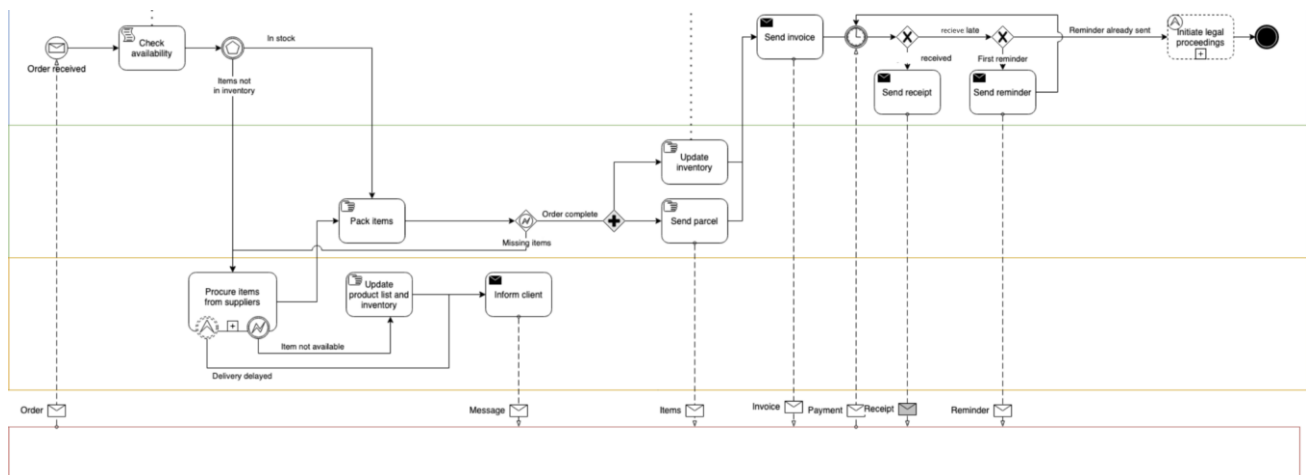 Order received
Check
availability
In stock
Items not
in inventory
Send invoice
recieve late
Reminder already sent
Initiate legal
proceedings
received
First reminder
Send receipt
Send reminder
Update
inventory
Pack items
Order complete
Send parcel
Missing items
Procure items
from suppliers
Update
product list and
inventory
Inform client
Item not available
Delivery delayed
Order
Message
Items
Invoice
Payment
Receipt
Reminder